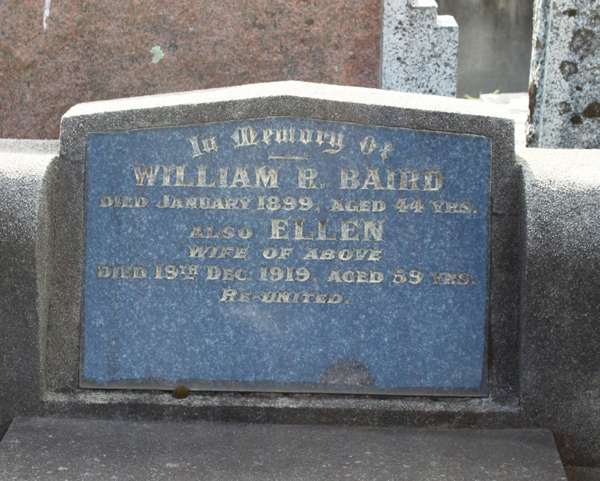 In Memory Of
WILLIAM R. BAIRD
DIED JANUARY 1899, AGED 44 YRS.
ALSO ELLEN
WIFE OF ABOVE
DIED 19TH DEC. 1919, AGED 59 YRS.
RE-UNITED.